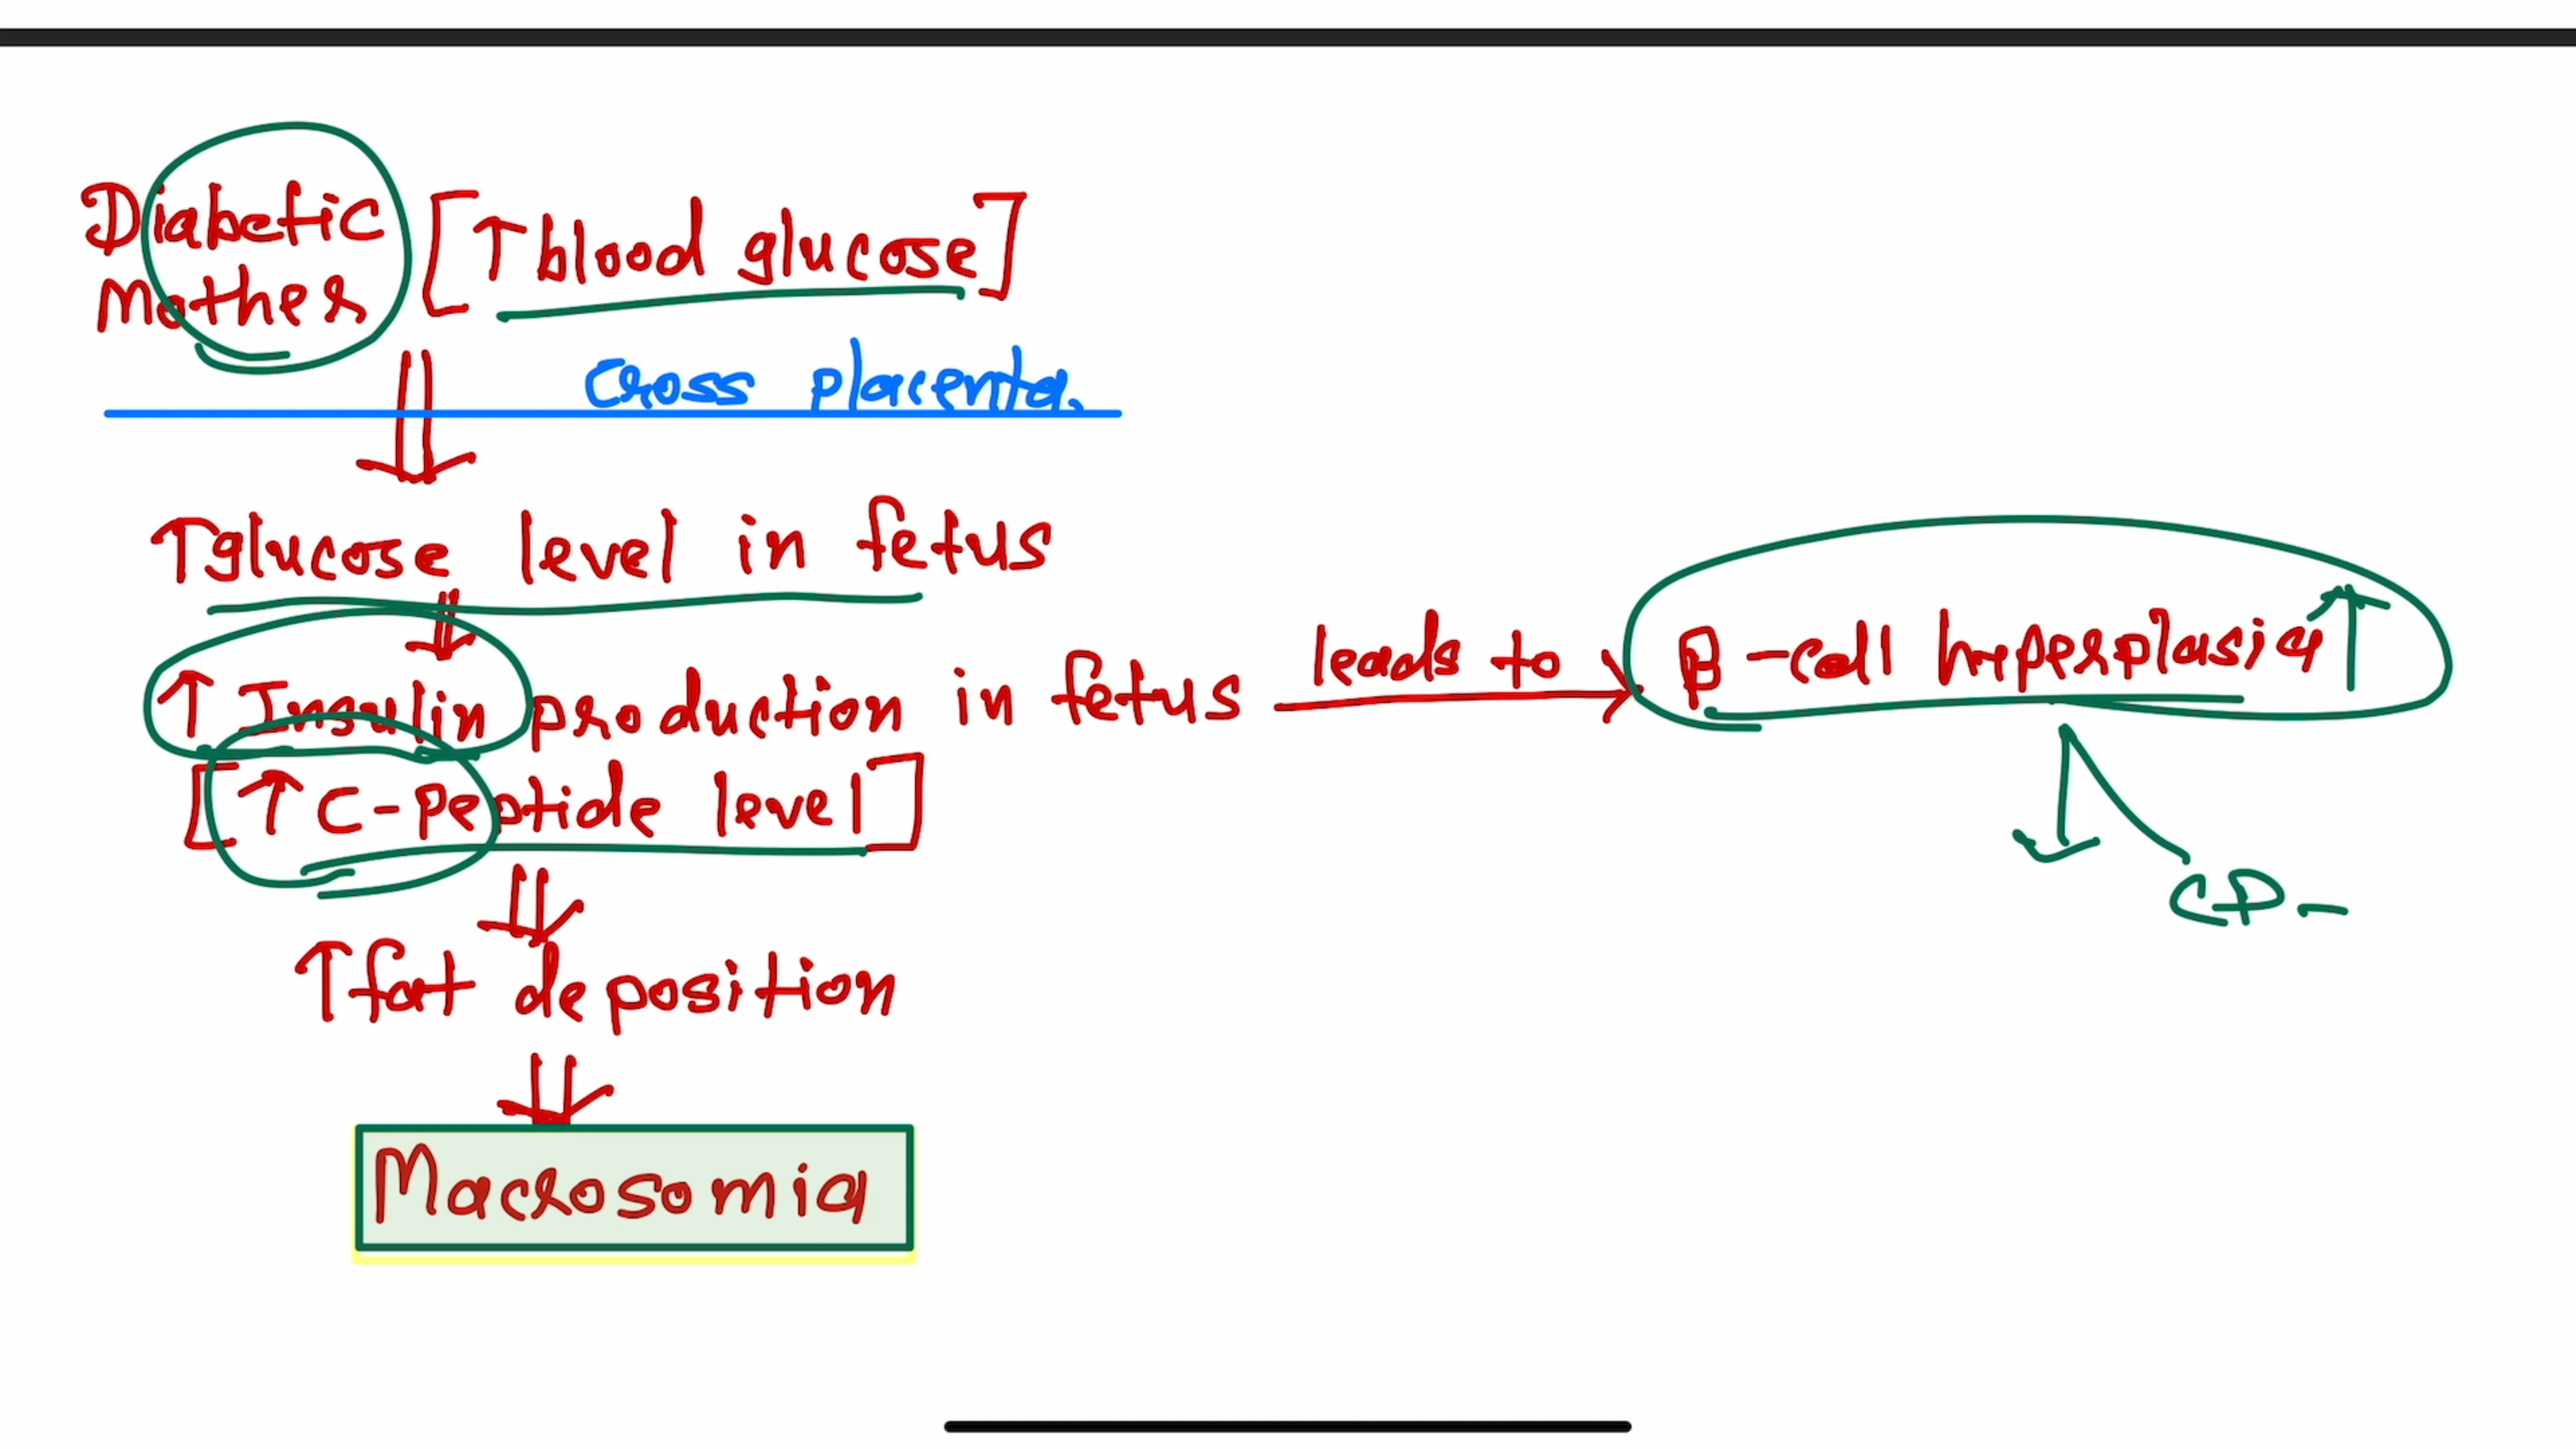 Diabetic [↑ blood glucose]
Mother
Cross placenta.
↑glucose level in fetus
↑ Insulin production in fetus leads to β-cell hyperplasia↑
[↑ C-peptide level]
CP-
↑fat deposition
Macrosomia